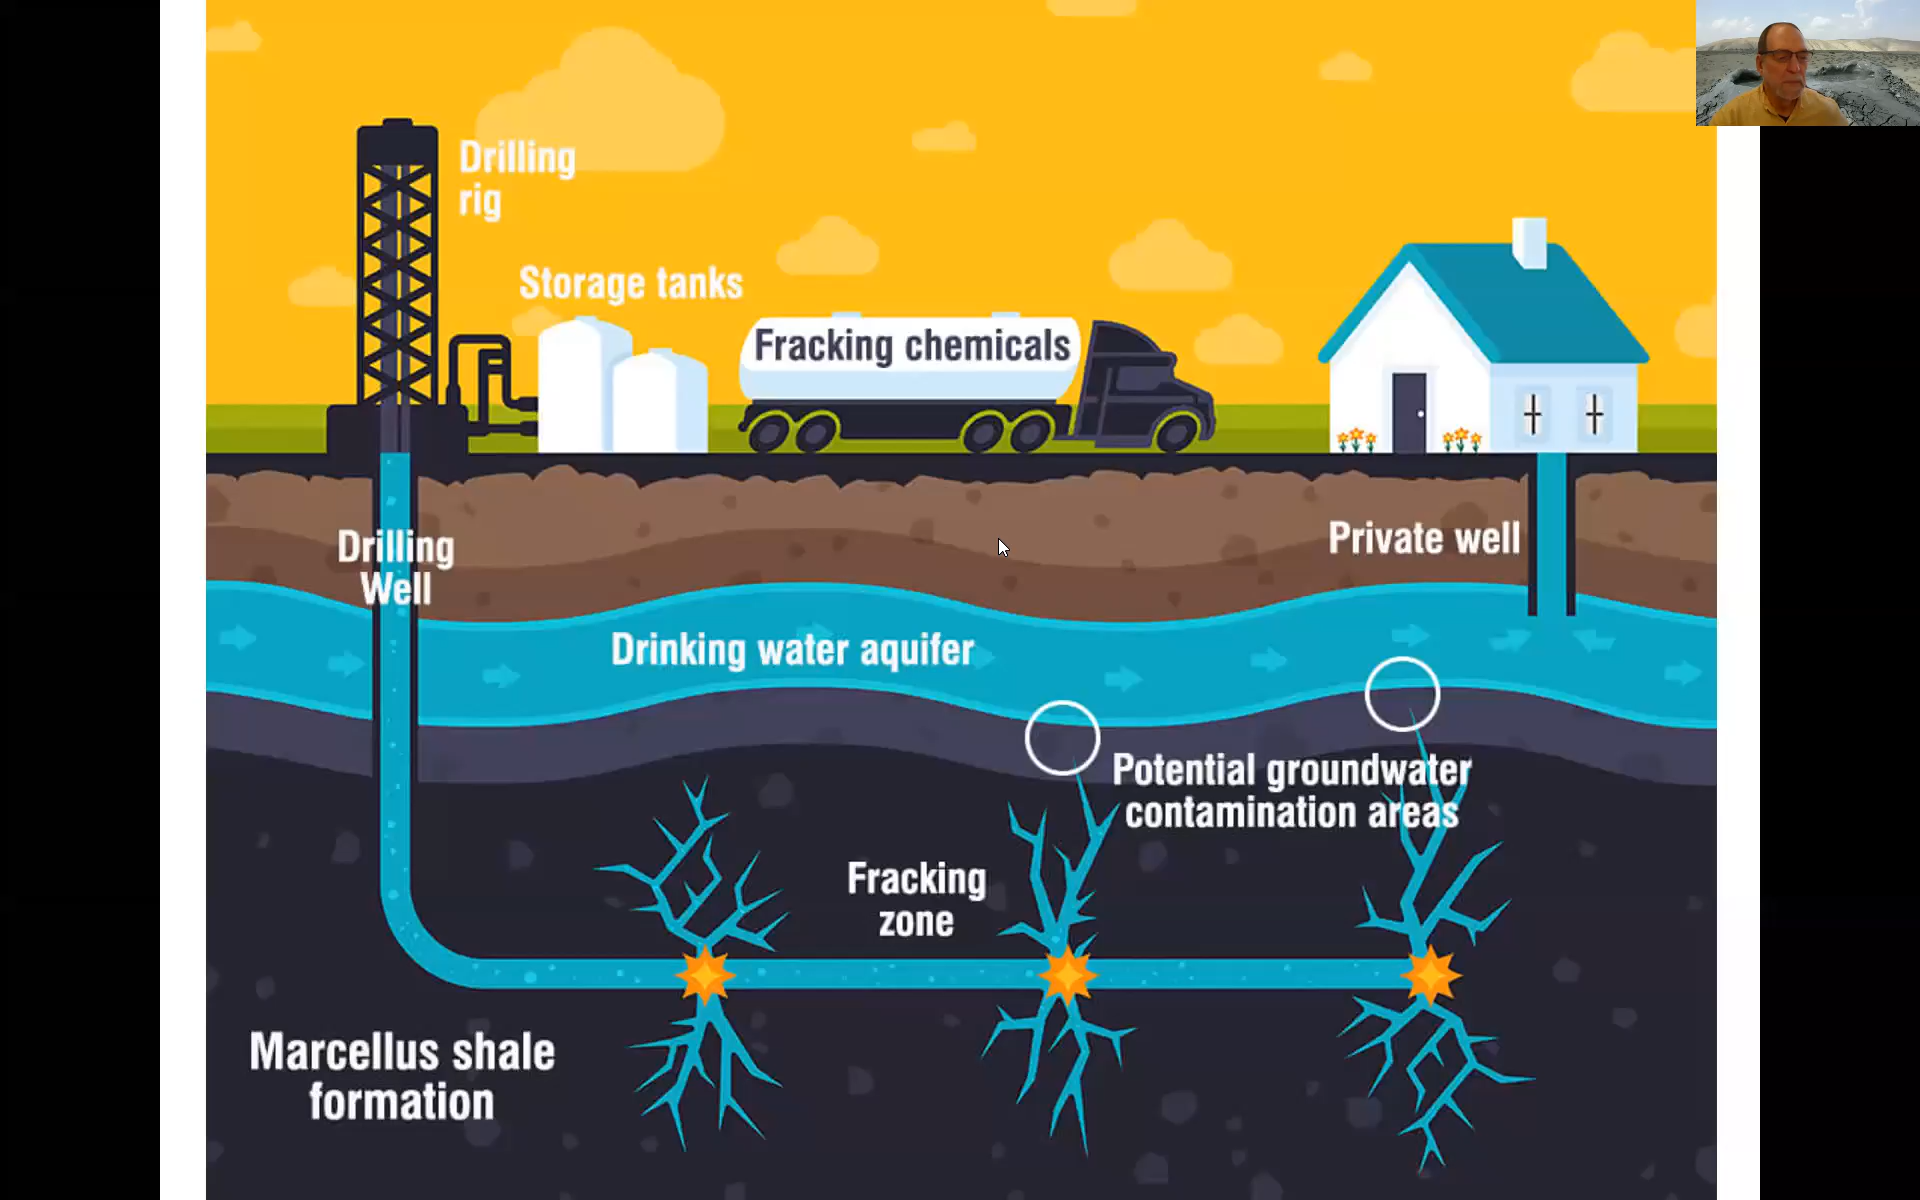 Drilling
rig
Storage tanks
Fracking chemicals
Drilling
Well
Private well
Drinking water aquifer
Potential groundwater
contamination areas
Fracking
zone
Marcellus shale
formation